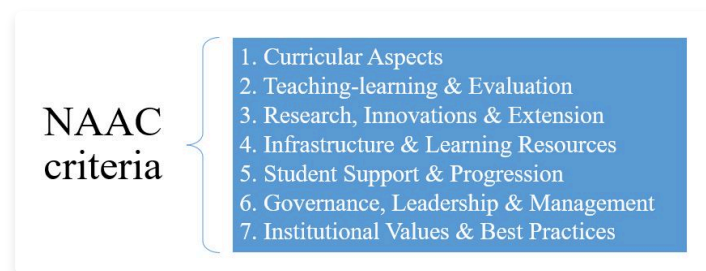 NAAC
criteria
1. Curricular Aspects
2. Teaching-learning & Evaluation
3. Research, Innovations & Extension
4. Infrastructure & Learning Resources
5. Student Support & Progression
6. Governance, Leadership & Management
7. Institutional Values & Best Practices